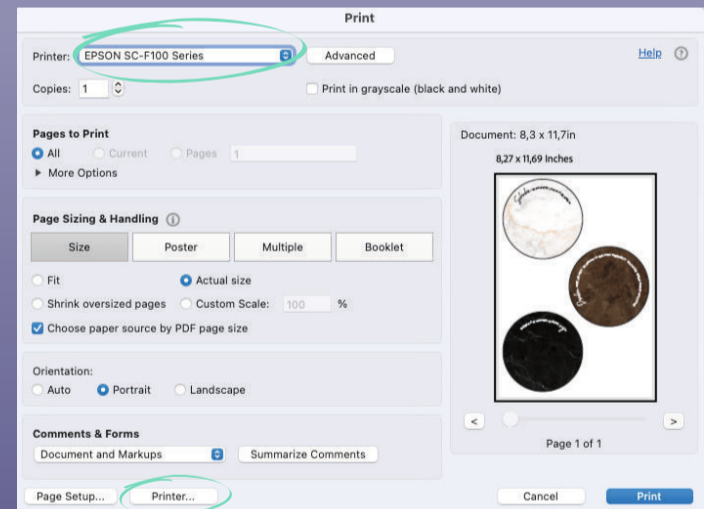 Print
Printer: EPSON SC-F100 Series Advanced Help ?
Copies: 1 Print in grayscale (black and white)
Pages to Print
All Current Pages 1
More Options
Page Sizing & Handling i
Size Poster Multiple Booklet
Fit Actual size
Shrink oversized pages Custom Scale: 100 %
Choose paper source by PDF page size
Orientation:
Auto Portrait Landscape
Comments & Forms
Document and Markups Summarize Comments
Document: 8,3 x 11,7in
8,27 x 11,69 Inches
< >
Page 1 of 1
Page Setup... Printer... Cancel Print